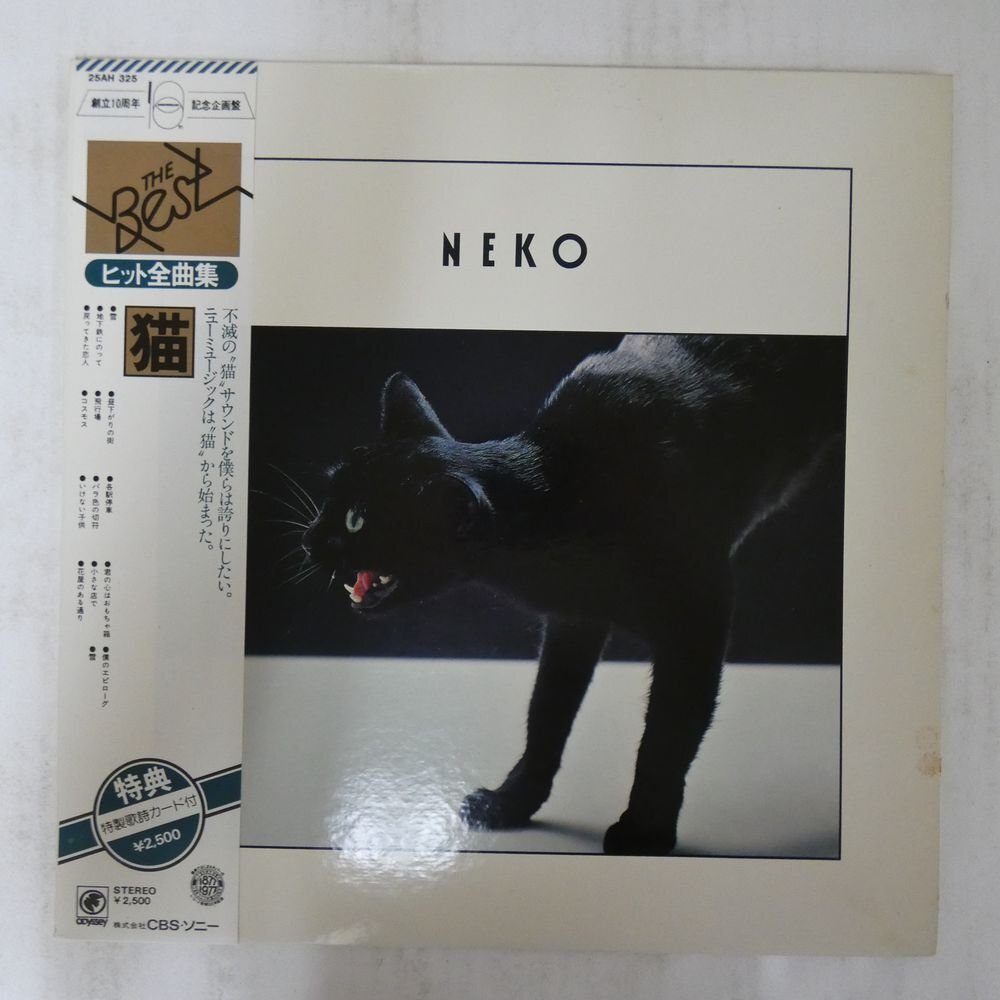 25AH 325
創立10周年 記念企画盤
THE
Best
ヒット全曲集
猫
不滅の“猫”サウンドを僕らは誇りにしたい。
ニューミュージックは“猫”から始まった。
●雪
●地下鉄にのって
●戻ってきた恋人
●昼下がりの街
●飛行場
●コスモス
●各駅停車
●バラ色の切符
●いけない子供
●君の心はおもちゃ箱
●小さな店で
●花屋のある通り
●僕のエピローグ
●雪
特典
特製歌詩カード付
¥2,500
odyssey
STEREO
¥2,500
1877
1977
株式会社CBS・ソニー
NEKO